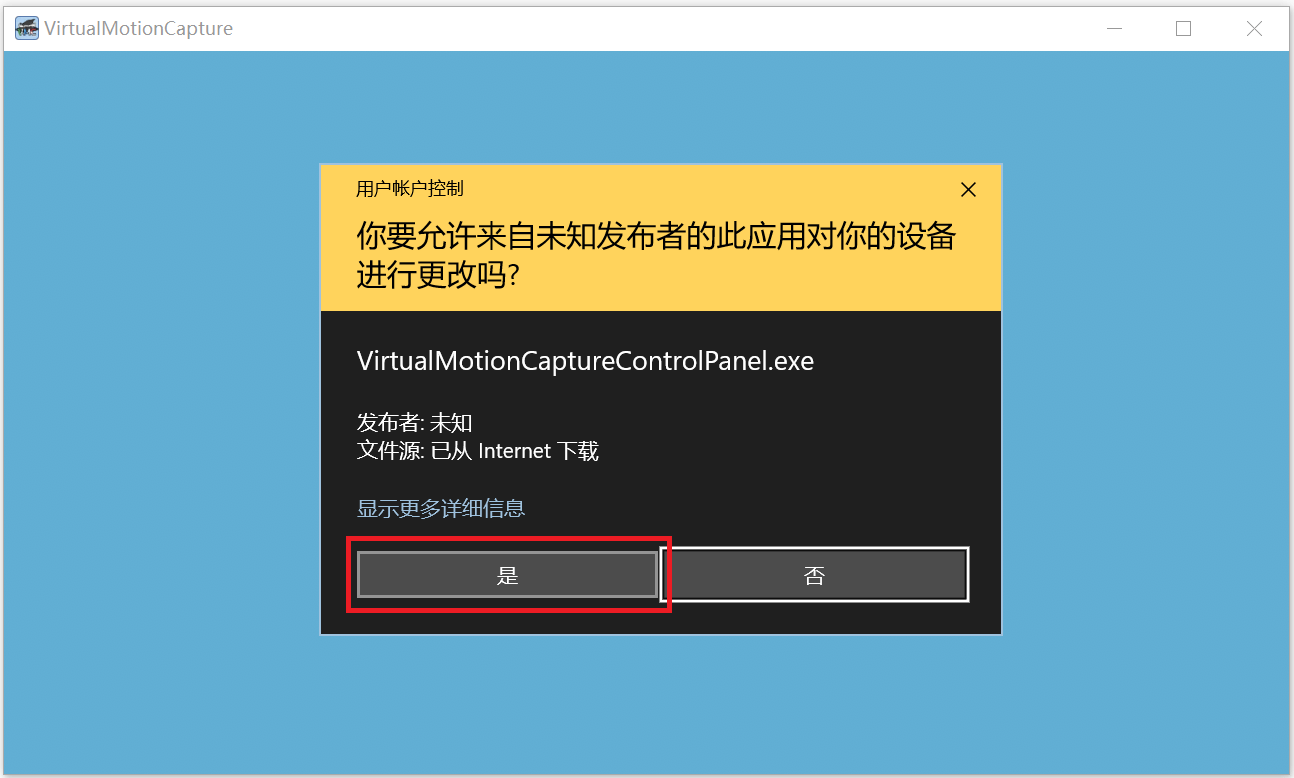 VirtualMotionCapture
用户帐户控制
你要允许来自未知发布者的此应用对你的设备
进行更改吗?
VirtualMotionCaptureControlPanel.exe
发布者: 未知
文件源: 已从 Internet 下载
显示更多详细信息
是
否